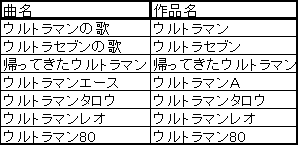 曲名 作品名
ウルトラマンの歌 ウルトラマン
ウルトラセブンの歌 ウルトラセブン
帰ってきたウルトラマン 帰ってきたウルトラマン
ウルトラマンエース ウルトラマンA
ウルトラマンタロウ ウルトラマンタロウ
ウルトラマンレオ ウルトラマンレオ
ウルトラマン80 ウルトラマン80